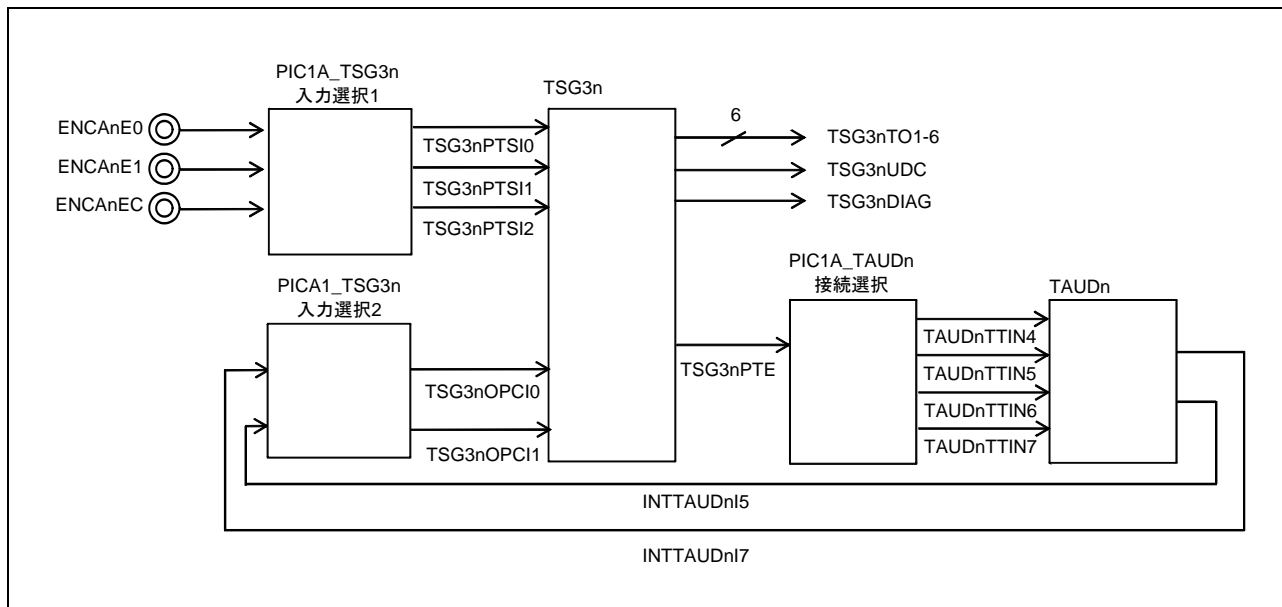 PIC1A_TSG3n
入力選択1
TSG3n
ENCAnE0
ENCAnE1
ENCAnEC
TSG3nPTSI0
TSG3nPTSI1
TSG3nPTSI2
6
TSG3nTO1-6
TSG3nUDC
TSG3nDIAG
PICA1_TSG3n
入力選択2
TSG3nOPCI0
TSG3nOPCI1
TSG3nPTE
PIC1A_TAUDn
接続選択
TAUDn
TAUDnTTIN4
TAUDnTTIN5
TAUDnTTIN6
TAUDnTTIN7
INTTAUDnI5
INTTAUDnI7